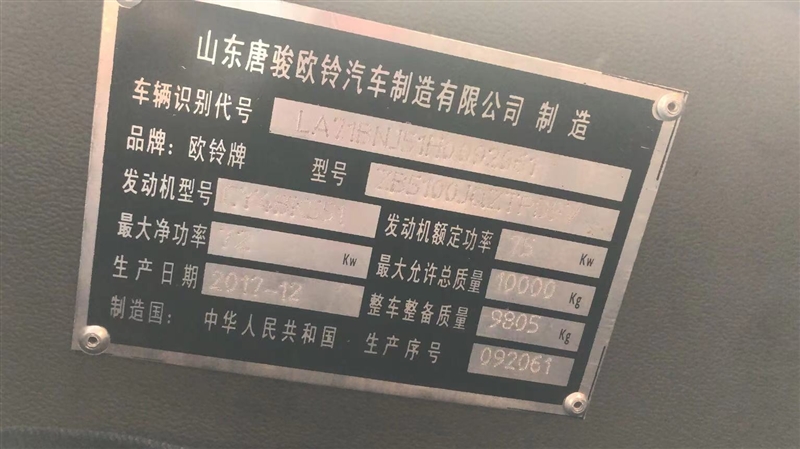 山东唐骏欧铃汽车制造有限公司 制造
车辆识别代号
品牌：欧铃牌 型号
发动机型号 发动机额定功率 75 Kw
最大净功率 Kw 最大允许总质量 10000 Kg
生产日期 2017-12 整车整备质量 9805 Kg
制造国： 中华人民共和国 生产序号 092061